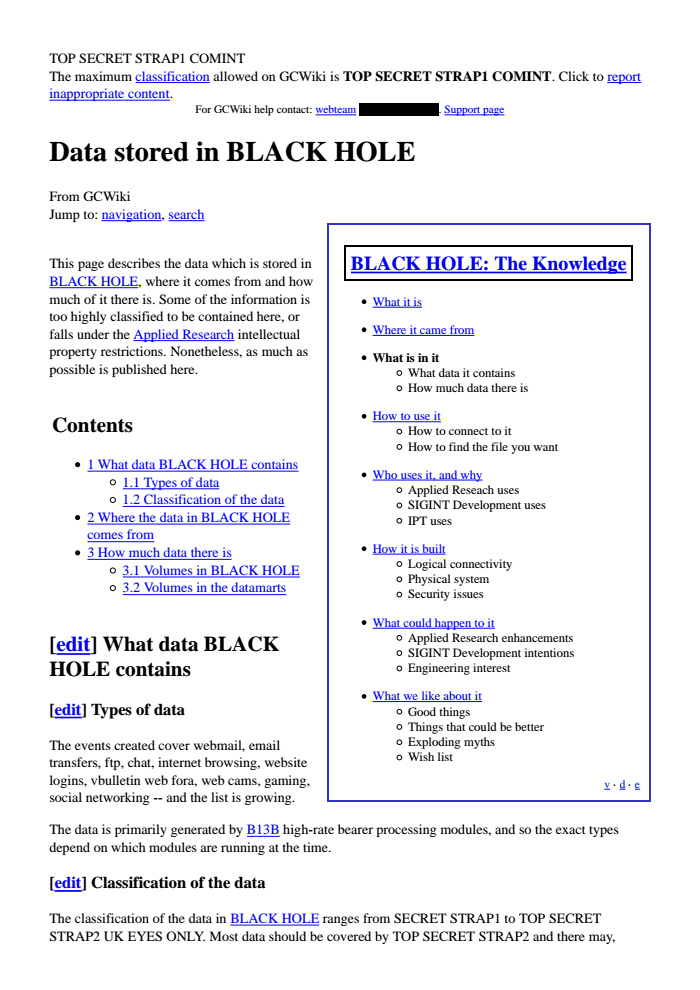 TOP SECRET STRAP1 COMINT
The maximum classification allowed on GCWiki is TOP SECRET STRAP1 COMINT. Click to report
inappropriate content.
For GCWiki help contact: webteam . Support page
Data stored in BLACK HOLE
From GCWiki
Jump to: navigation, search
This page describes the data which is stored in
BLACK HOLE, where it comes from and how
much of it there is. Some of the information is
too highly classified to be contained here, or
falls under the Applied Research intellectual
property restrictions. Nonetheless, as much as
possible is published here.
Contents
• 1 What data BLACK HOLE contains
○ 1.1 Types of data
○ 1.2 Classification of the data
• 2 Where the data in BLACK HOLE
comes from
• 3 How much data there is
○ 3.1 Volumes in BLACK HOLE
○ 3.2 Volumes in the datamarts
[edit] What data BLACK
HOLE contains
[edit] Types of data
The events created cover webmail, email
transfers, ftp, chat, internet browsing, website
logins, vbulletin web fora, web cams, gaming,
social networking -- and the list is growing.
BLACK HOLE: The Knowledge
• What it is
• Where it came from
• What is in it
○ What data it contains
○ How much data there is
• How to use it
○ How to connect to it
○ How to find the file you want
• Who uses it, and why
○ Applied Reseach uses
○ SIGINT Development uses
○ IPT uses
• How it is built
○ Logical connectivity
○ Physical system
○ Security issues
• What could happen to it
○ Applied Research enhancements
○ SIGINT Development intentions
○ Engineering interest
• What we like about it
○ Good things
○ Things that could be better
○ Exploding myths
○ Wish list
v · d · e
The data is primarily generated by B13B high-rate bearer processing modules, and so the exact types
depend on which modules are running at the time.
[edit] Classification of the data
The classification of the data in BLACK HOLE ranges from SECRET STRAP1 to TOP SECRET
STRAP2 UK EYES ONLY. Most data should be covered by TOP SECRET STRAP2 and there may,